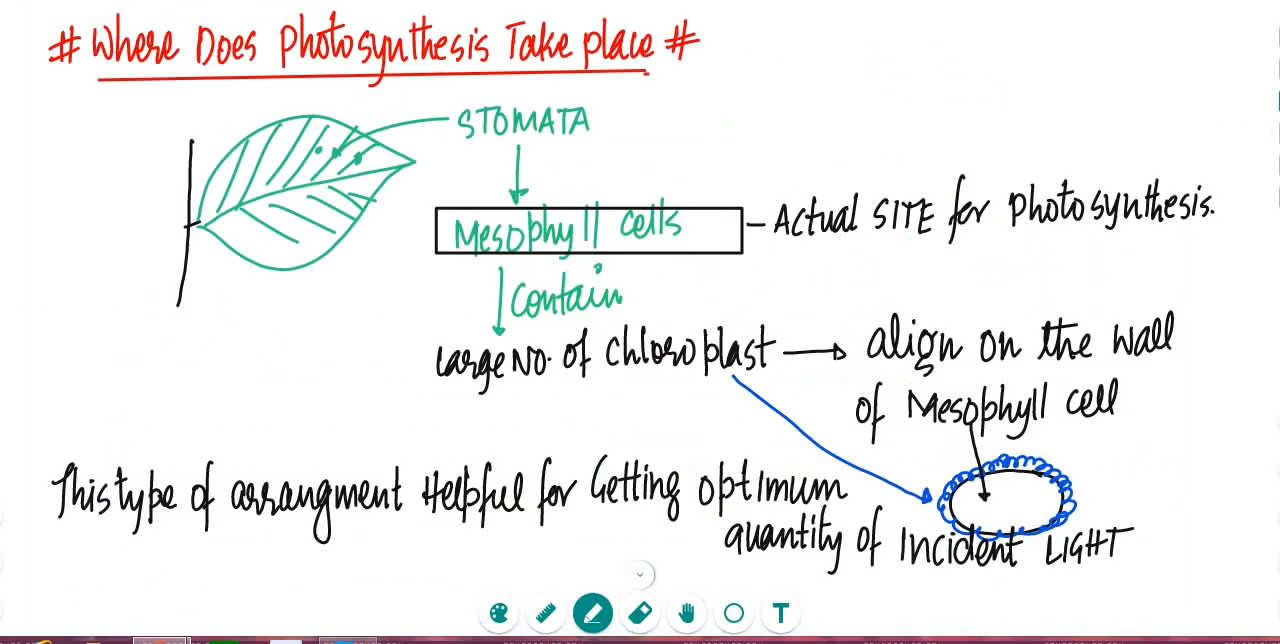 # Where Does Photosynthesis Take place #
STOMATA
Mesophyll cells - Actual SITE for Photosynthesis.
Contain
Large No. of Chloroplast → align on the wall
of Mesophyll cell
This type of arrangment Helpful for Getting optimum
quantity of Incident LIGHT
T